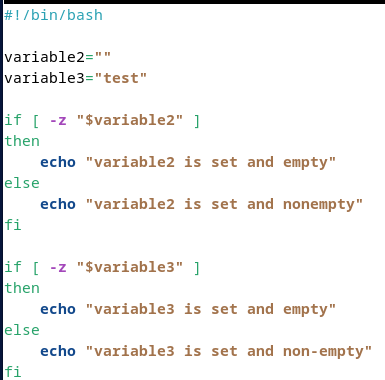 #!/bin/bash

variable2=""
variable3="test"

if [ -z "$variable2" ]
then
    echo "variable2 is set and empty"
else
    echo "variable2 is set and nonempty"
fi

if [ -z "$variable3" ]
then
    echo "variable3 is set and empty"
else
    echo "variable3 is set and non-empty"
fi